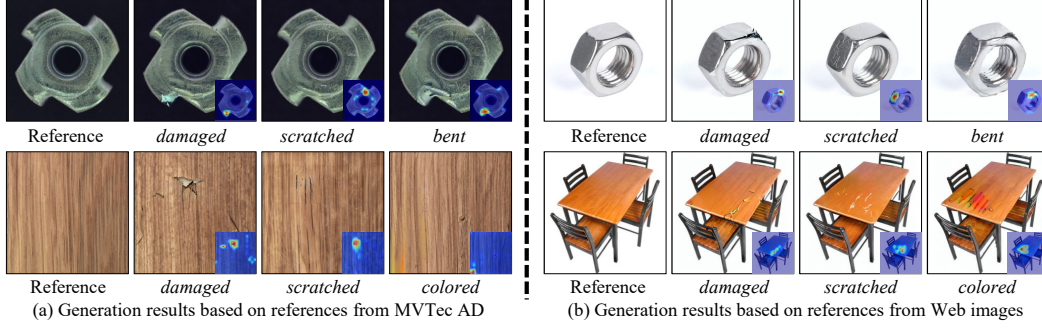 Reference damaged scratched bent Reference damaged scratched bent
Reference damaged scratched colored Reference damaged scratched colored
(a) Generation results based on references from MVTec AD (b) Generation results based on references from Web images